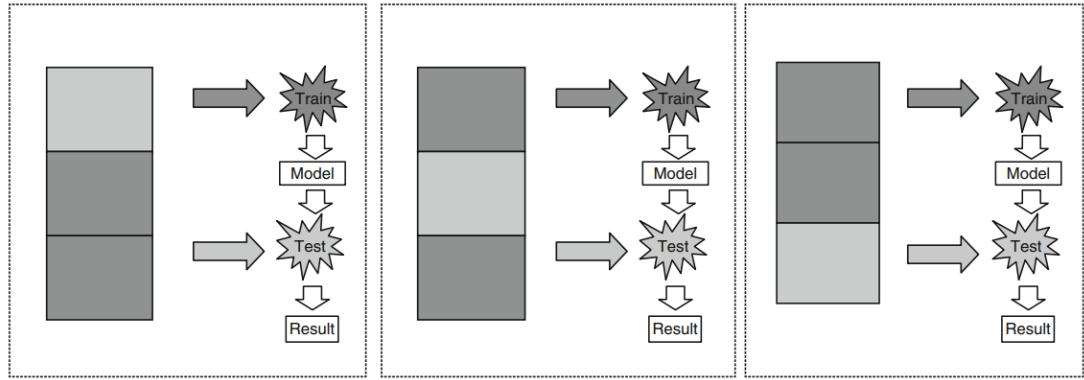 Train
Model
Test
Result
Train
Model
Test
Result
Train
Model
Test
Result